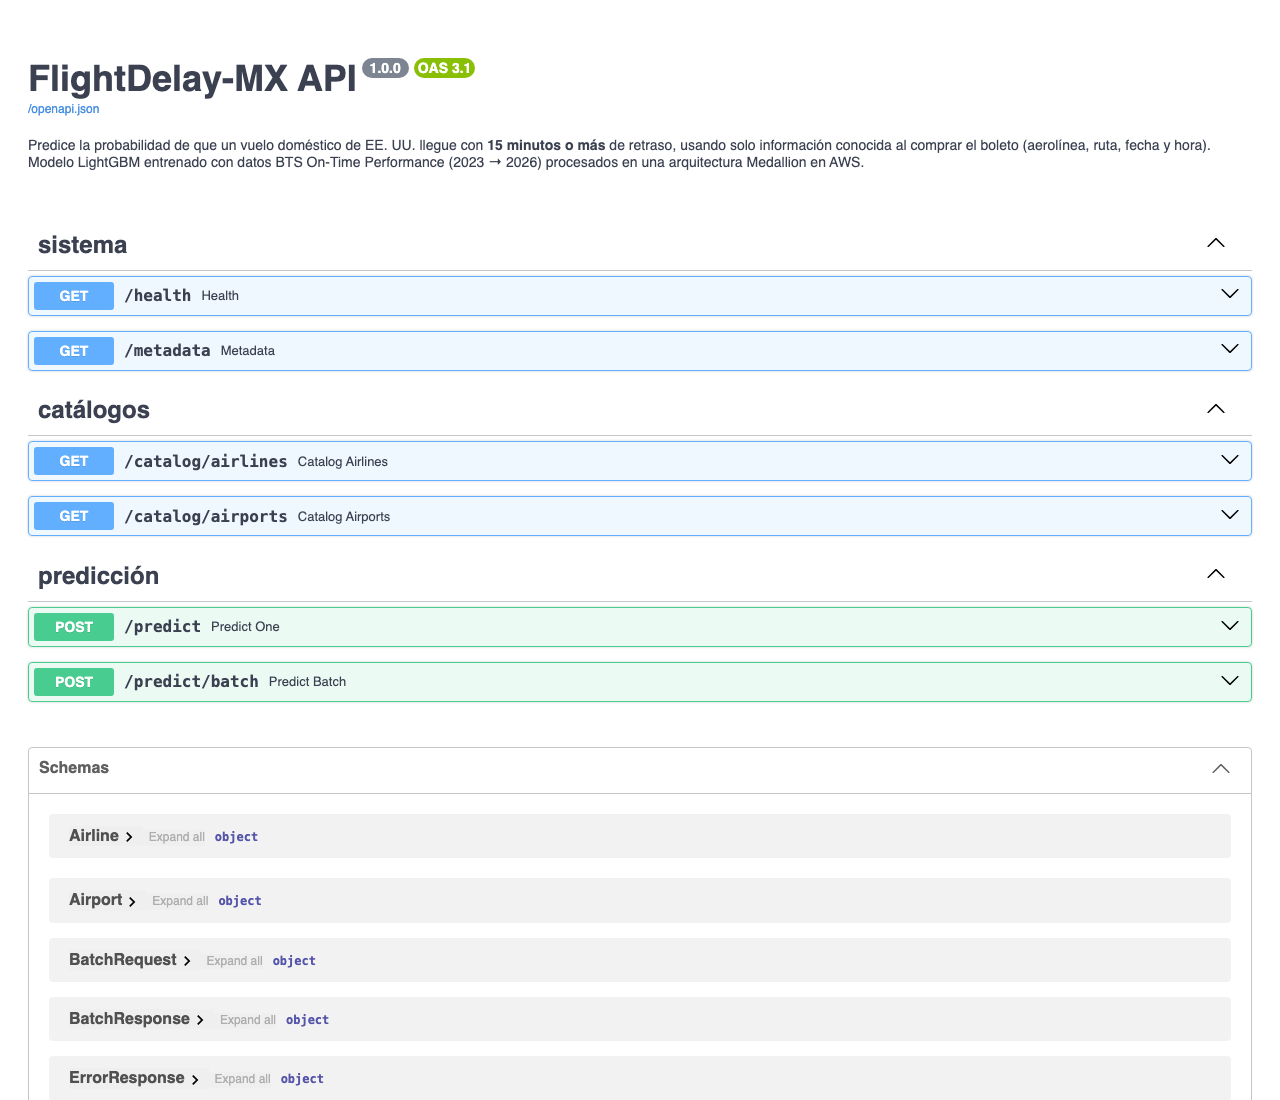 FlightDelay-MX API 1.0.0 OAS 3.1
/openapi.json
Predice la probabilidad de que un vuelo doméstico de EE. UU. llegue con 15 minutos o más de retraso, usando solo información conocida al comprar el boleto (aerolínea, ruta, fecha y hora).
Modelo LightGBM entrenado con datos BTS On-Time Performance (2023 → 2026) procesados en una arquitectura Medallion en AWS.
sistema
GET /health Health
GET /metadata Metadata
catálogos
GET /catalog/airlines Catalog Airlines
GET /catalog/airports Catalog Airports
predicción
POST /predict Predict One
POST /predict/batch Predict Batch
Schemas
Airline Expand all object
Airport Expand all object
BatchRequest Expand all object
BatchResponse Expand all object
ErrorResponse Expand all object